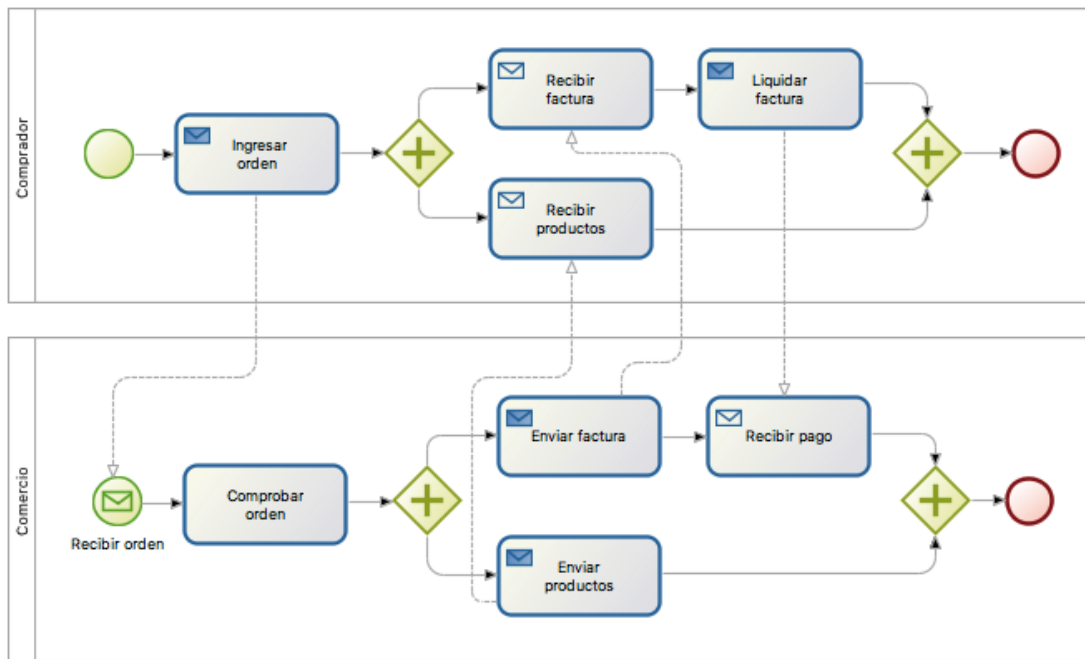 Comprador
Ingresar
orden
Recibir
factura
Liquidar
factura
Recibir
productos
Comercio
Recibir orden
Comprobar
orden
Enviar factura
Recibir pago
Enviar
productos